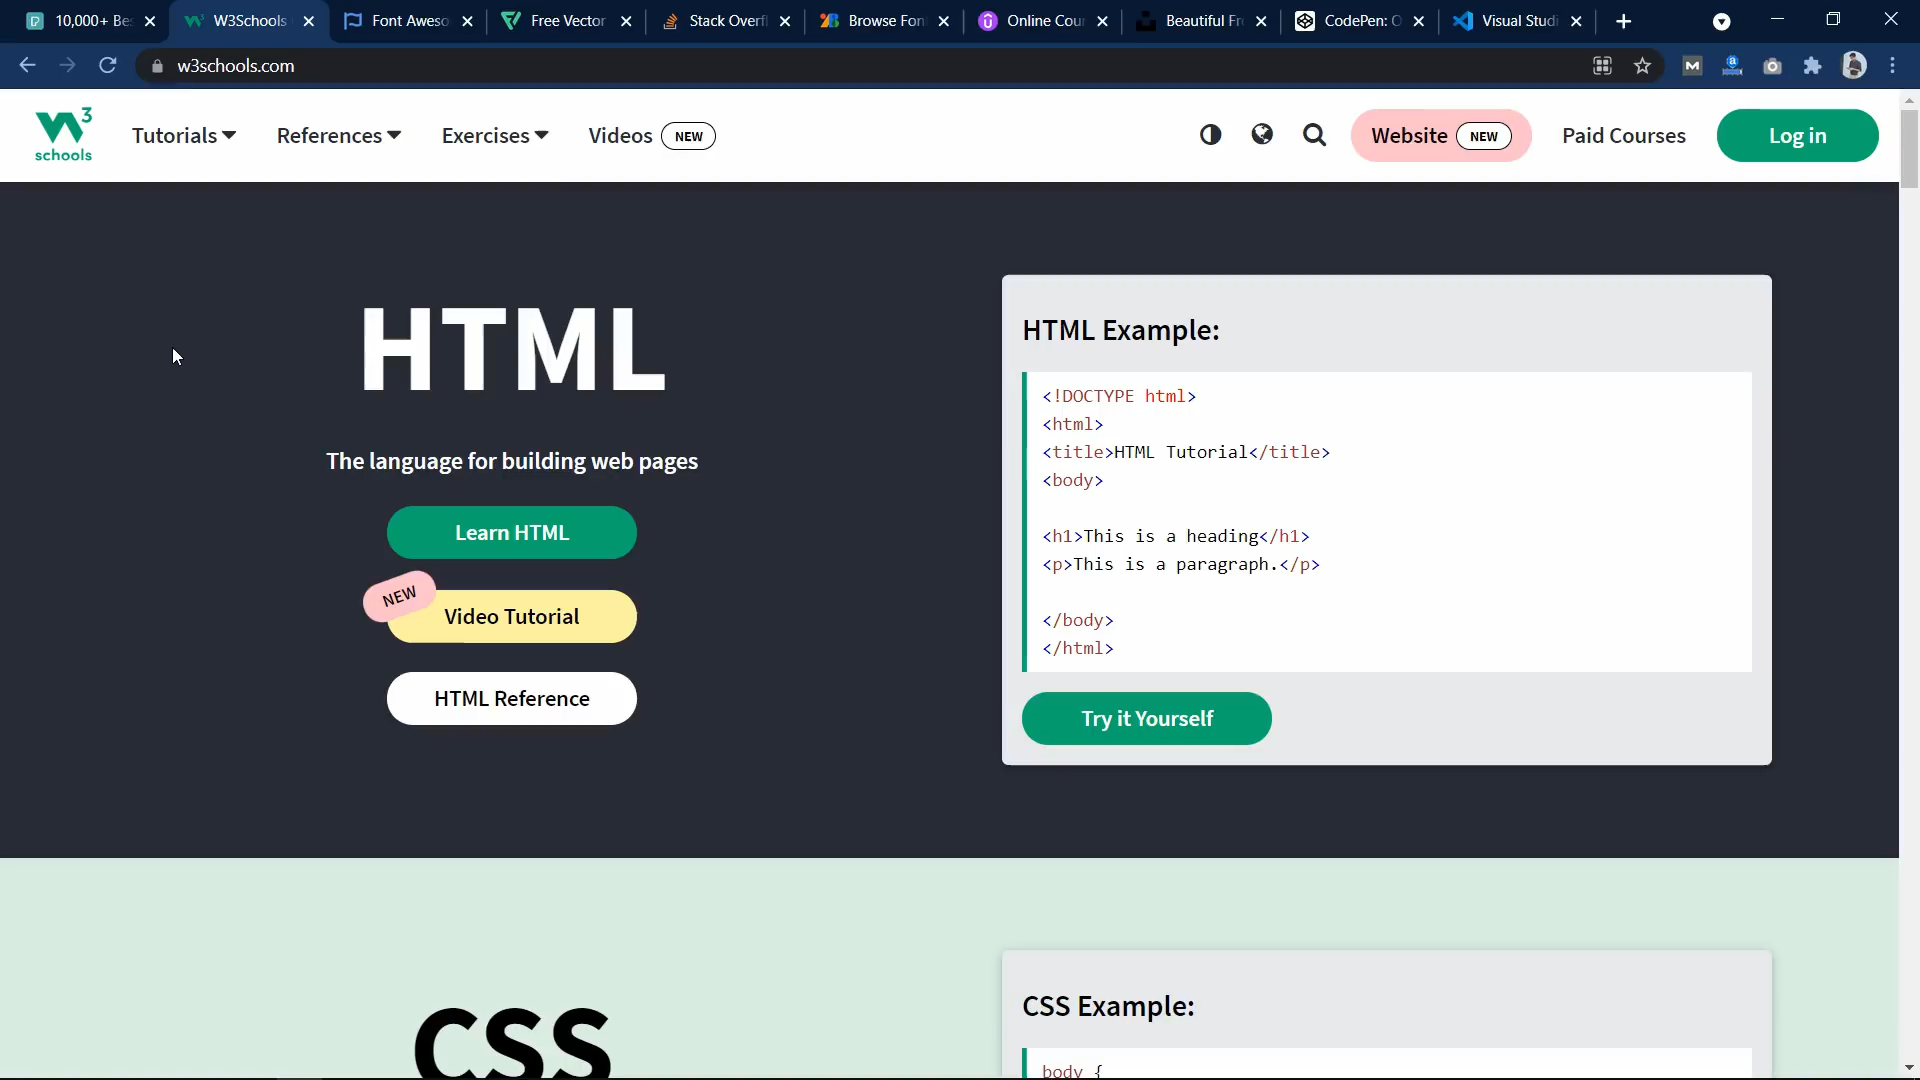 10,000+ Be
W3Schools
Font Aweso
Free Vector
Stack Overfl
Browse Fon
Online Cour
Beautiful Fr
CodePen: O
Visual Studi
w3schools.com
W3 schools
Tutorials
References
Exercises
Videos NEW
Website NEW
Paid Courses
Log in
HTML
The language for building web pages
Learn HTML
NEW
Video Tutorial
HTML Reference
HTML Example:
<!DOCTYPE html>
<html>
<title>HTML Tutorial</title>
<body>
<h1>This is a heading</h1>
<p>This is a paragraph.</p>
</body>
</html>
Try it Yourself
CSS
CSS Example:
body {